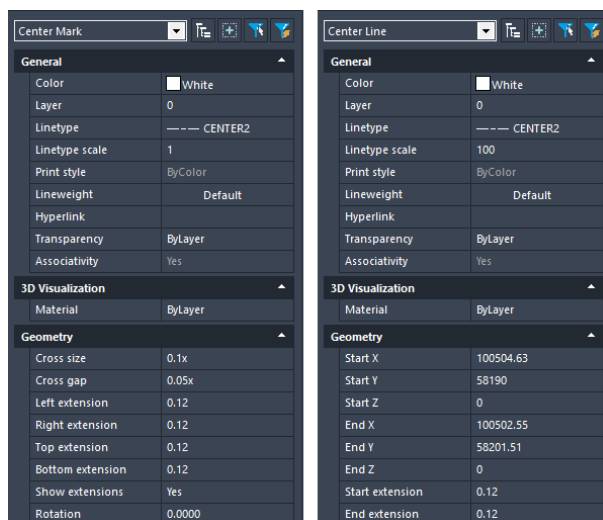 Center Mark
General
Color White
Layer 0
Linetype CENTER2
Linetype scale 1
Print style ByColor
Lineweight Default
Hyperlink
Transparency ByLayer
Associativity Yes
3D Visualization
Material ByLayer
Geometry
Cross size 0.1x
Cross gap 0.05x
Left extension 0.12
Right extension 0.12
Top extension 0.12
Bottom extension 0.12
Show extensions Yes
Rotation 0.0000
Center Line
General
Color White
Layer 0
Linetype CENTER2
Linetype scale 100
Print style ByColor
Lineweight Default
Hyperlink
Transparency ByLayer
Associativity Yes
3D Visualization
Material ByLayer
Geometry
Start X 100504.63
Start Y 58190
Start Z 0
End X 100502.55
End Y 58201.51
End Z 0
Start extension 0.12
End extension 0.12